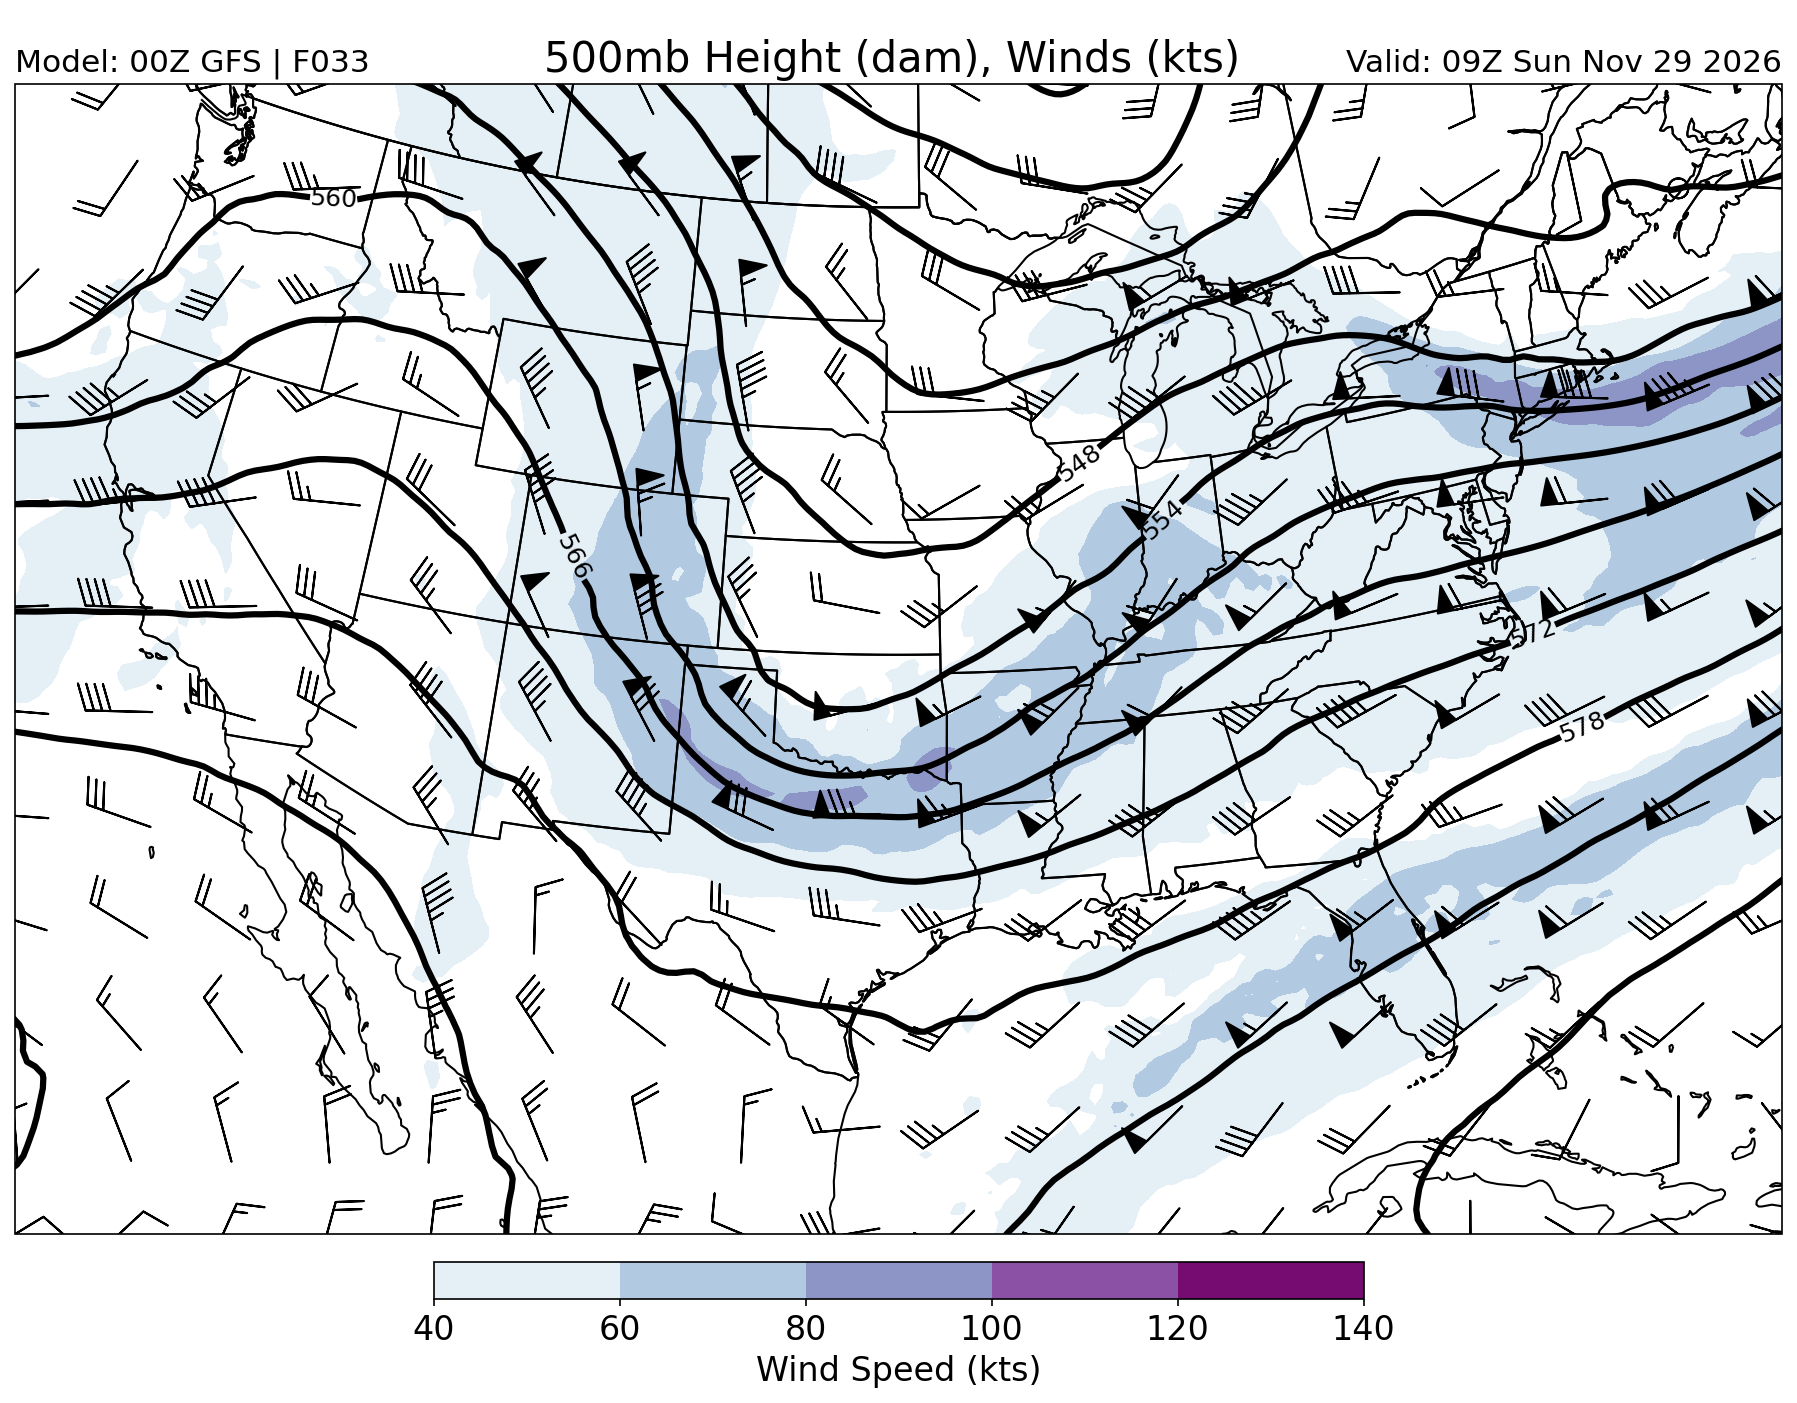 Model: 00Z GFS | F033
500mb Height (dam), Winds (kts)
Valid: 09Z Sun Nov 29 2026
560
548
554
566
572
578
40 60 80 100 120 140
Wind Speed (kts)